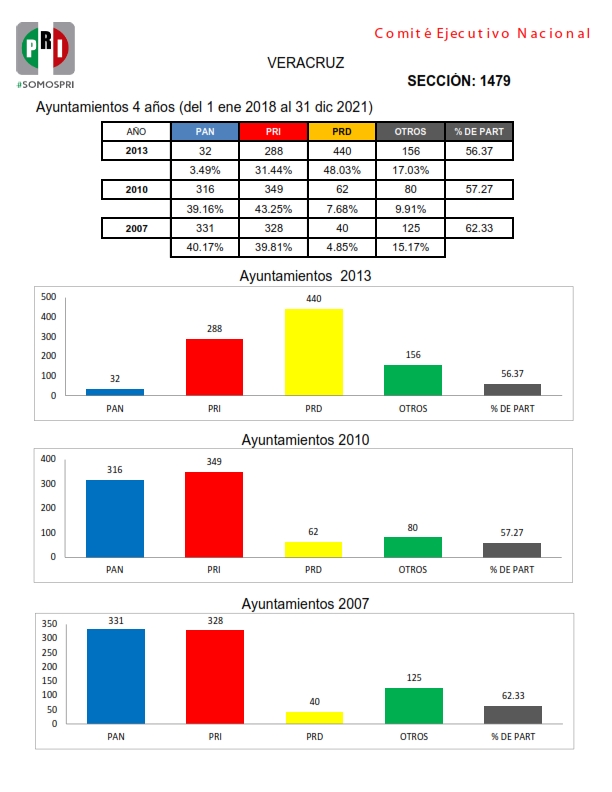 Comité Ejecutivo Nacional
PRI
#SOMOSPRI
VERACRUZ
SECCIÓN: 1479
Ayuntamientos 4 años (del 1 ene 2018 al 31 dic 2021)
AÑO PAN PRI PRD OTROS % DE PART
2013 32 288 440 156 56.37
3.49% 31.44% 48.03% 17.03%
2010 316 349 62 80 57.27
39.16% 43.25% 7.68% 9.91%
2007 331 328 40 125 62.33
40.17% 39.81% 4.85% 15.17%
Ayuntamientos 2013
500
400
300
200
100
0
32
288
440
156
56.37
PAN PRI PRD OTROS % DE PART
Ayuntamientos 2010
400
300
200
100
0
316
349
62
80
57.27
PAN PRI PRD OTROS % DE PART
Ayuntamientos 2007
350
300
250
200
150
100
50
0
331
328
40
125
62.33
PAN PRI PRD OTROS % DE PART